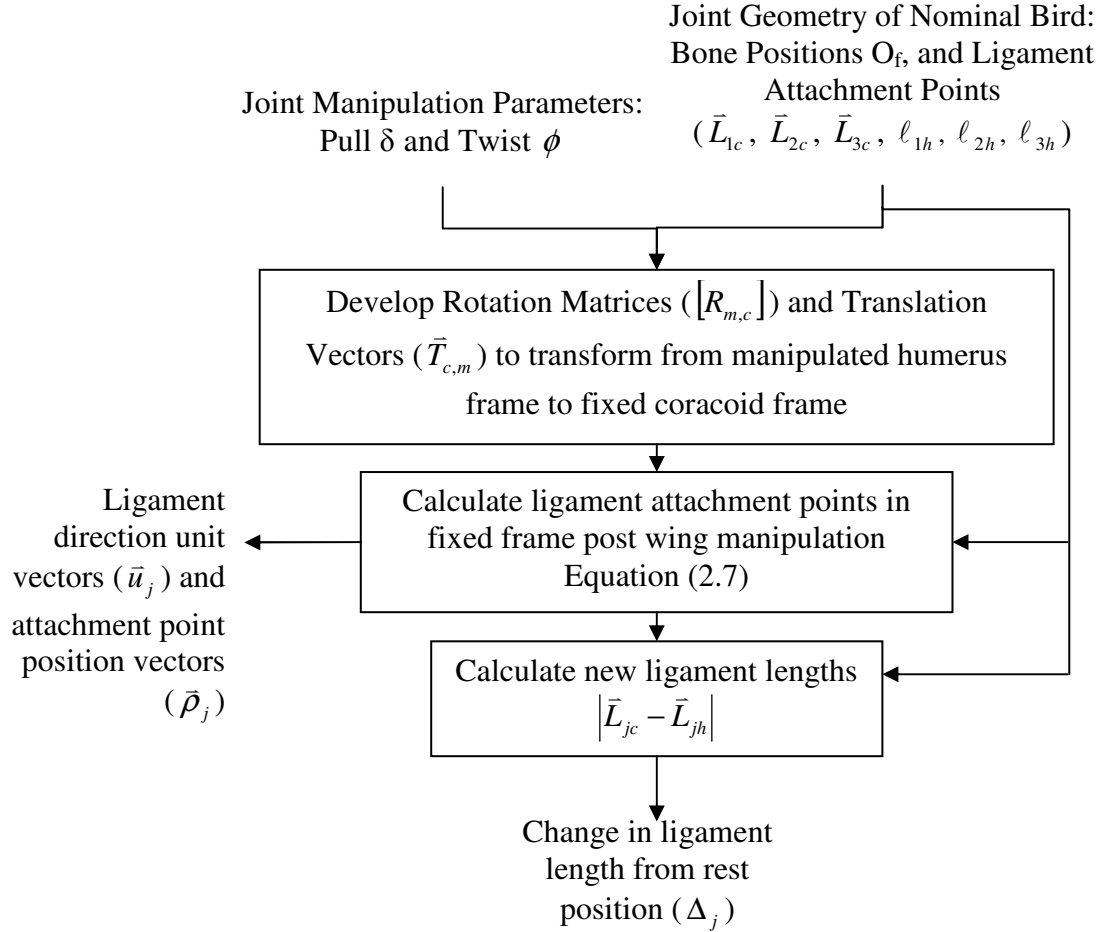 Joint Geometry of Nominal Bird:
Bone Positions O_f, and Ligament
Attachment Points
( L⃗_1c , L⃗_2c , L⃗_3c , ℓ_1h , ℓ_2h , ℓ_3h )
Joint Manipulation Parameters:
Pull δ and Twist ϕ
Develop Rotation Matrices ([R_m,c]) and Translation
Vectors (T⃗_c,m) to transform from manipulated humerus
frame to fixed coracoid frame
Calculate ligament attachment points in
fixed frame post wing manipulation
Equation (2.7)
Ligament
direction unit
vectors (u⃗_j) and
attachment point
position vectors
(ρ⃗_j)
Calculate new ligament lengths
|L⃗_jc − L⃗_jh|
Change in ligament
length from rest
position (Δ_j)